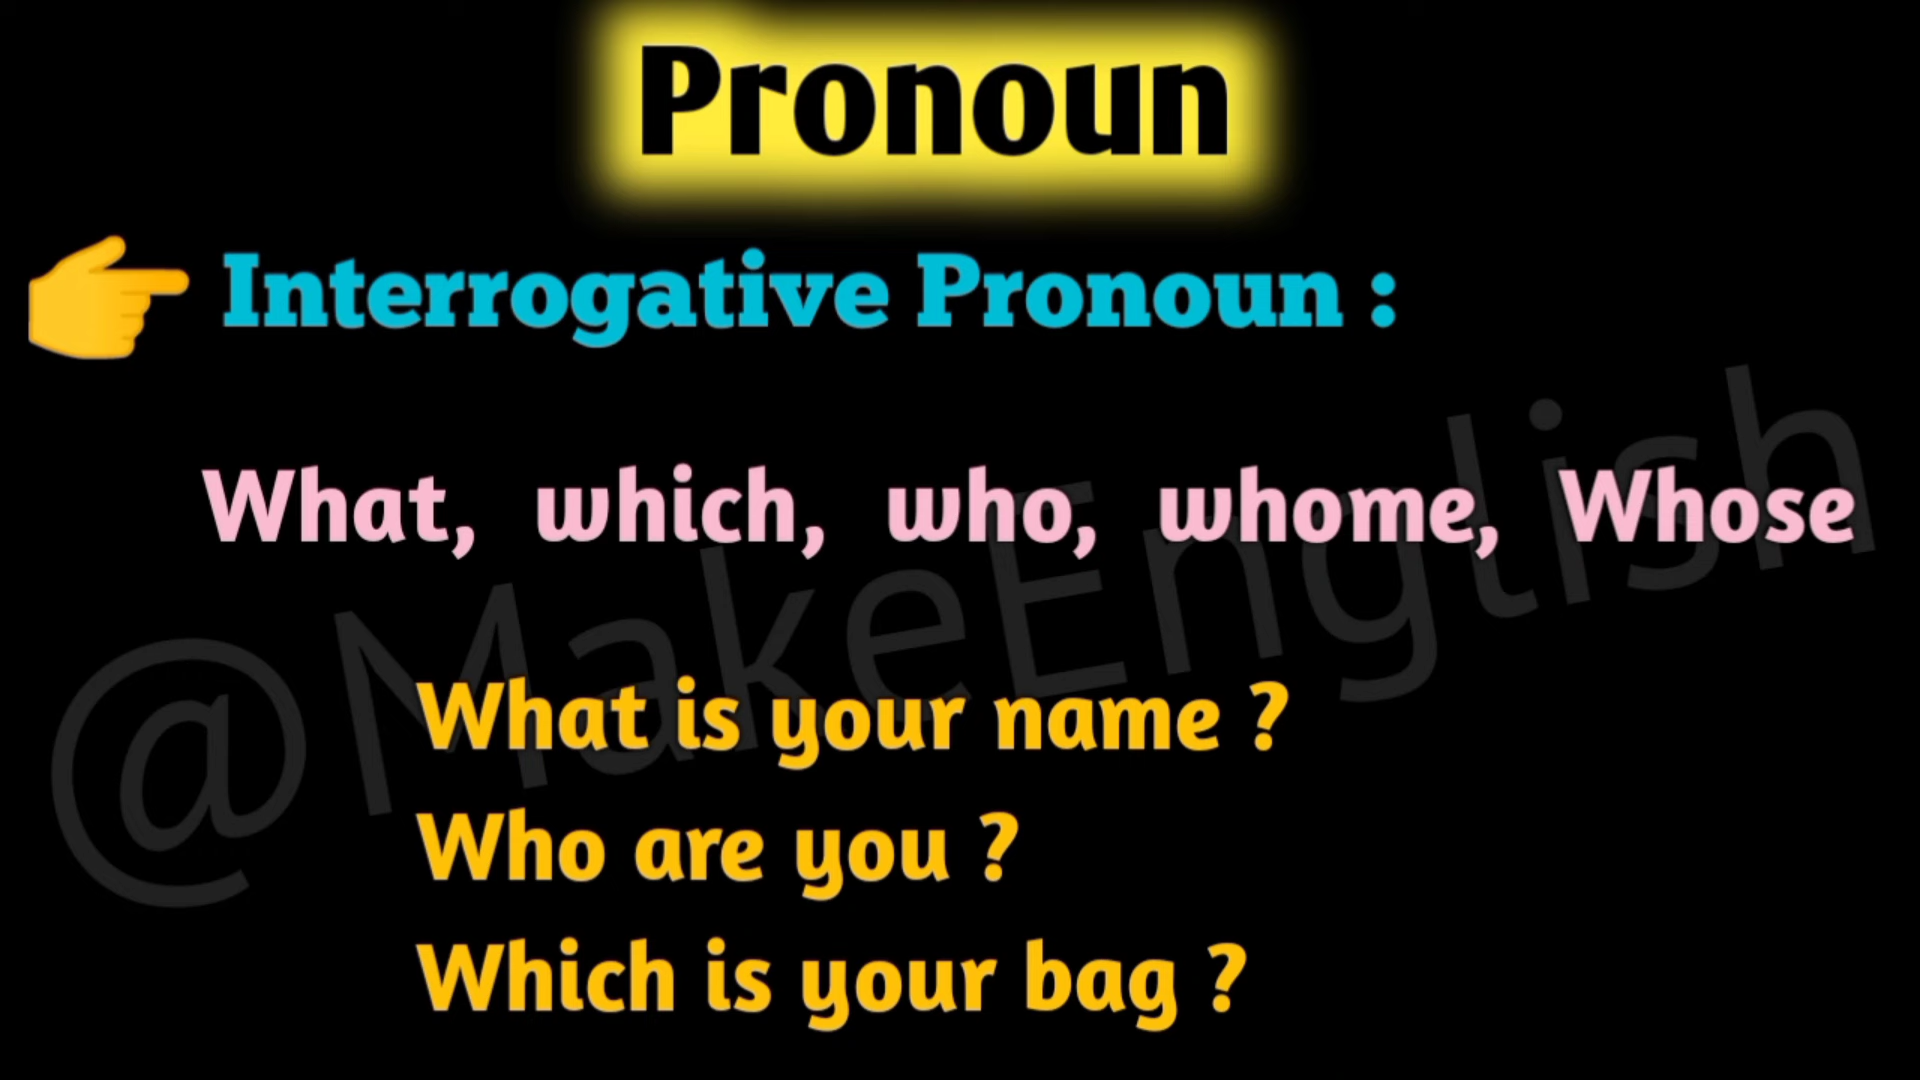 Pronoun
👉 Interrogative Pronoun :
What, which, who, whome, Whose
@MakeEnglish
What is your name ?
Who are you ?
Which is your bag ?